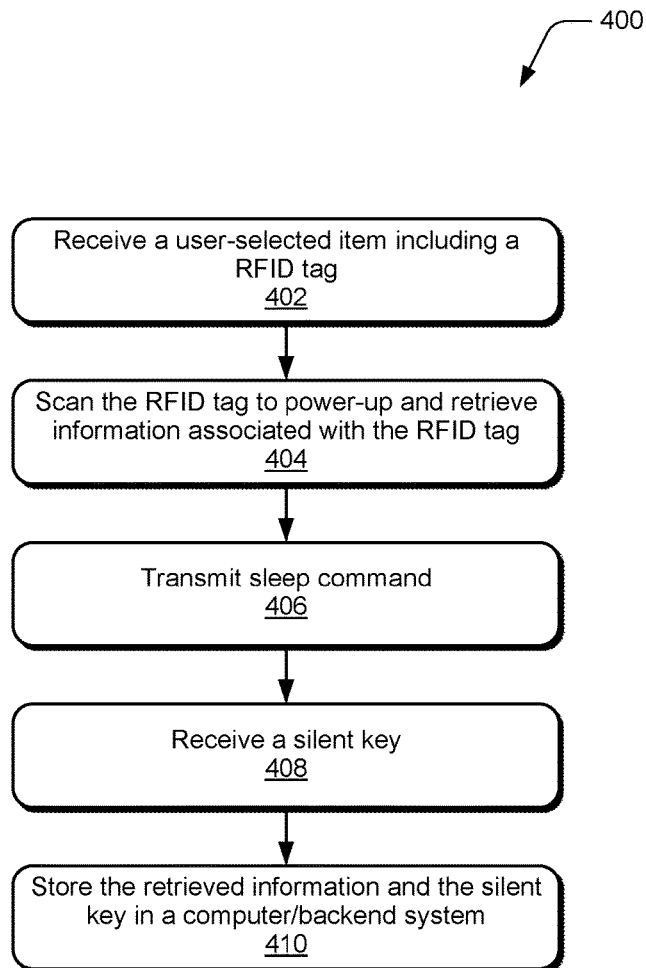 400
Receive a user-selected item including a
RFID tag
402
Scan the RFID tag to power-up and retrieve
information associated with the RFID tag
404
Transmit sleep command
406
Receive a silent key
408
Store the retrieved information and the silent
key in a computer/backend system
410